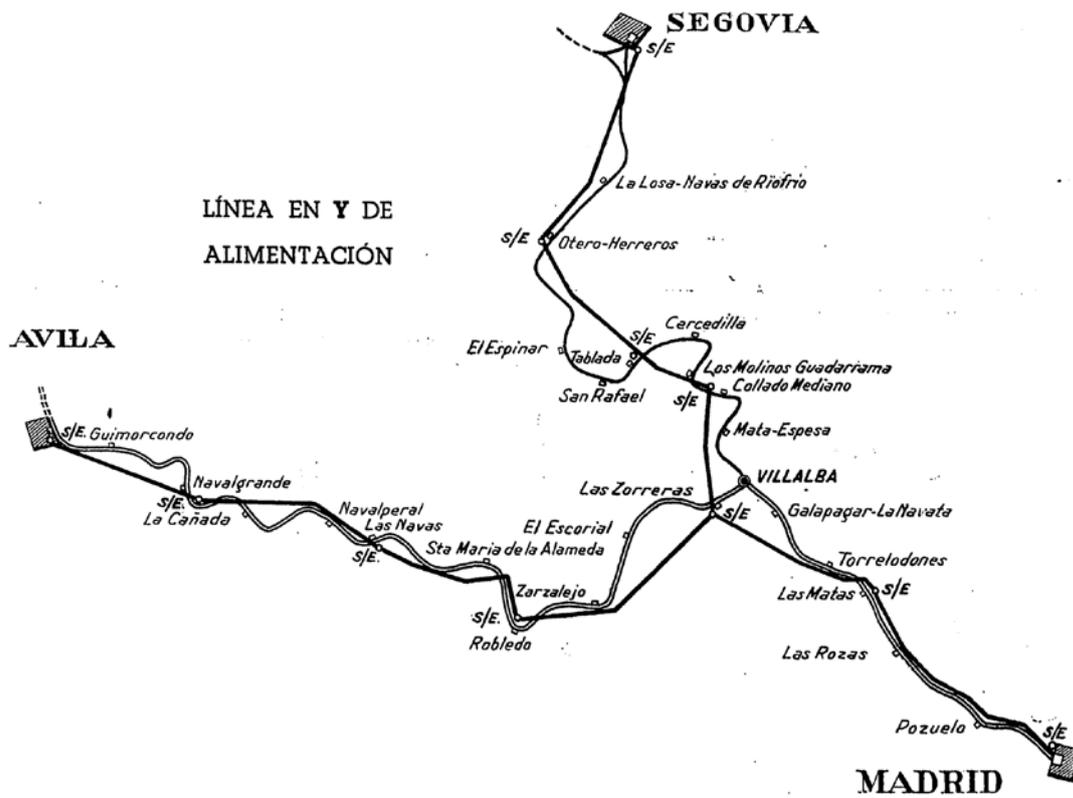 SEGOVIA
S/E
La Losa-Navas de Riofrio
LÍNEA EN Y DE
ALIMENTACIÓN
S/E
Otero-Herreros
AVILA
El Espinar
Tablada
S/E
Cercedilla
San Rafael
Los Molinos Guadarrama
S/E
Collado Mediano
Mata-Espesa
S/E.
Guimorcondo
VILLALBA
Navalgrande
S/E.
La Cañada
Navalperal
Las Navas
S/E.
Las Zorreras
S/E
Galapagar-La Navata
El Escorial
Sta Maria de la Alameda
Torrelodones
Zarzalejo
S/E.
Robledo
Las Matas
S/E
Las Rozas
Pozuelo
S/E
MADRID